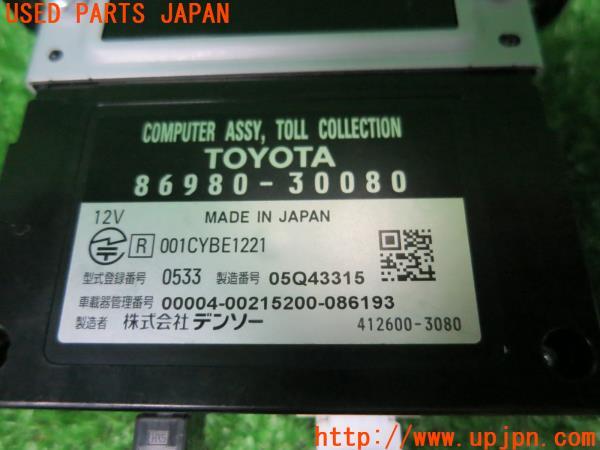 USED PARTS JAPAN
COMPUTER ASSY, TOLL COLLECTION
TOYOTA
86980-30080
12V MADE IN JAPAN
R 001CYBE1221
型式登録番号 0533 製造番号 05Q43315
車載器管理番号 00004-00215200-086193
製造者 株式会社デンソー 412600-3080
www.upjpn.com